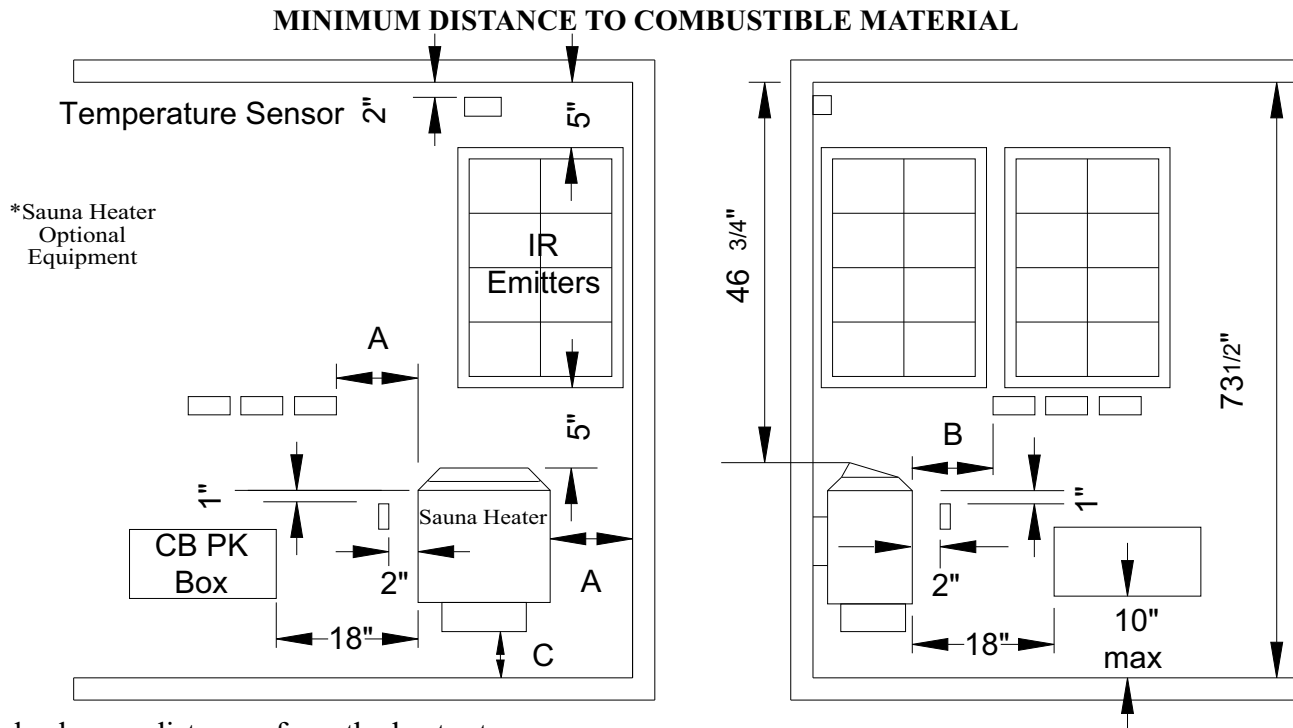 MINIMUM DISTANCE TO COMBUSTIBLE MATERIAL
Temperature Sensor
2"
5"
*Sauna Heater
Optional
Equipment
IR
Emitters
A
5"
1"
Sauna Heater
CB PK
Box
2"
A
18"
C
46 3/4"
73 1/2"
B
1"
2"
18"
10"
max